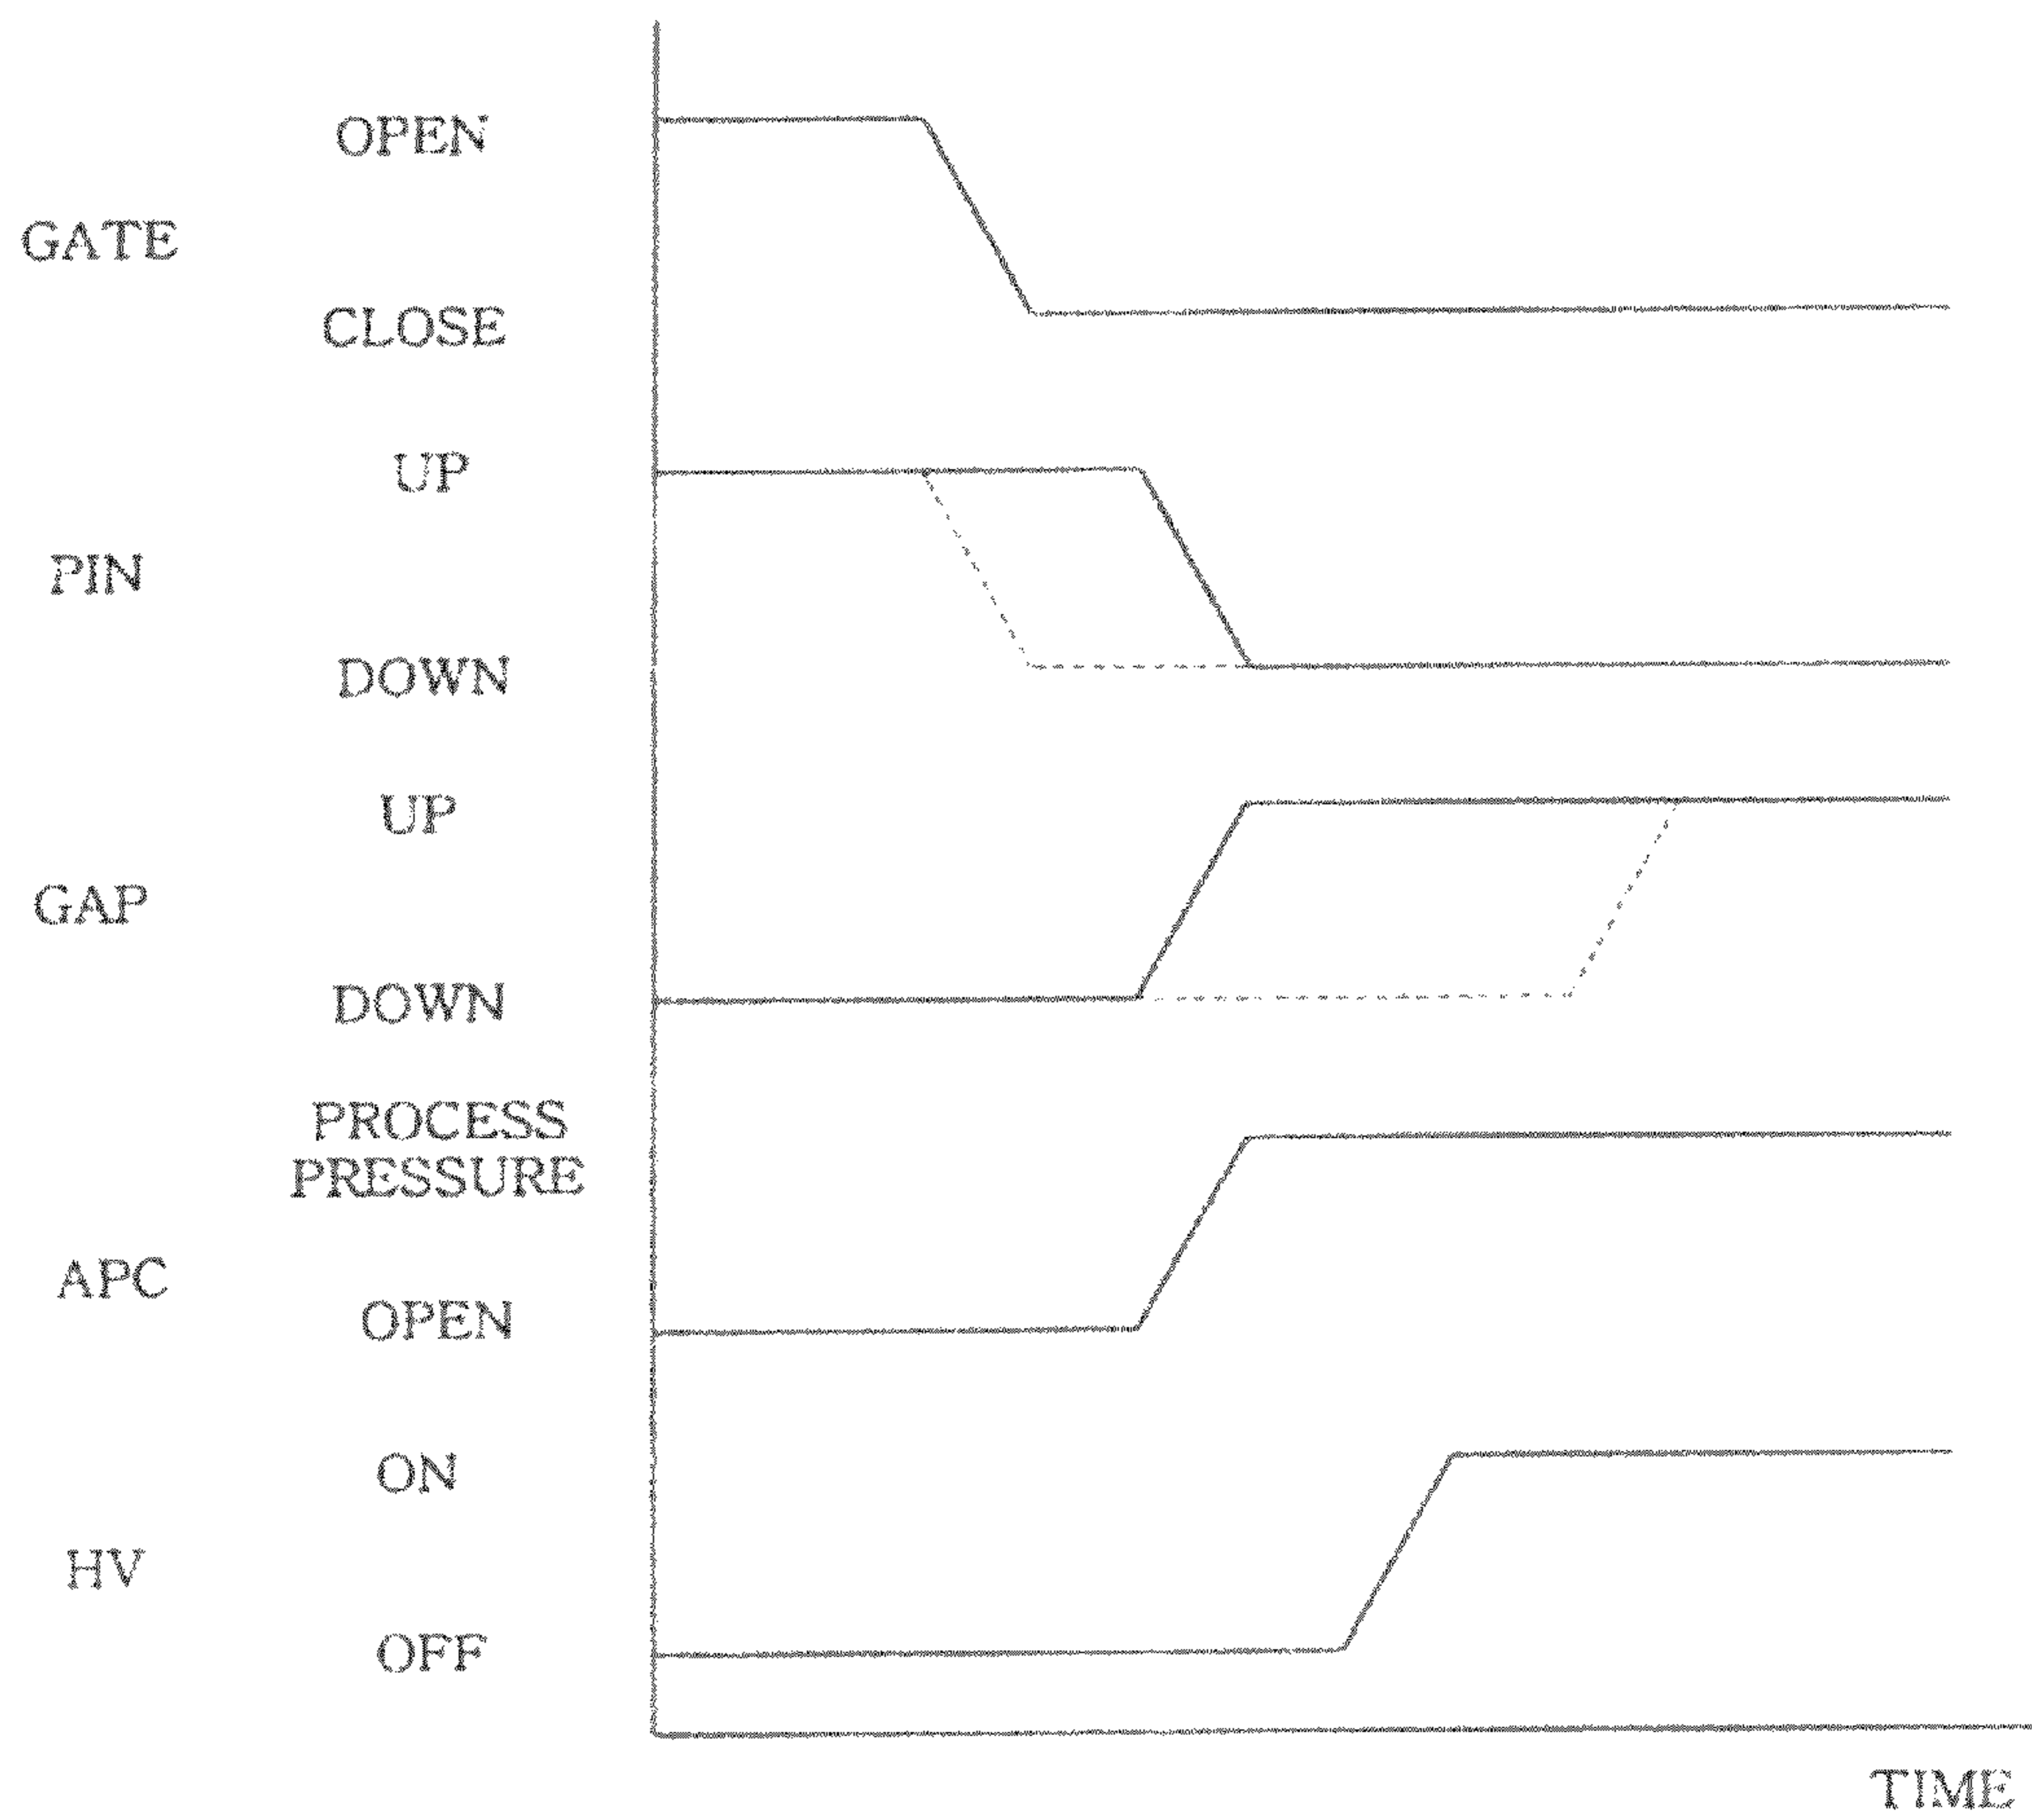 OPEN
GATE
CLOSE
UP
PIN
DOWN
UP
GAP
DOWN
PROCESS
PRESSURE
APC
OPEN
ON
HV
OFF
TIME